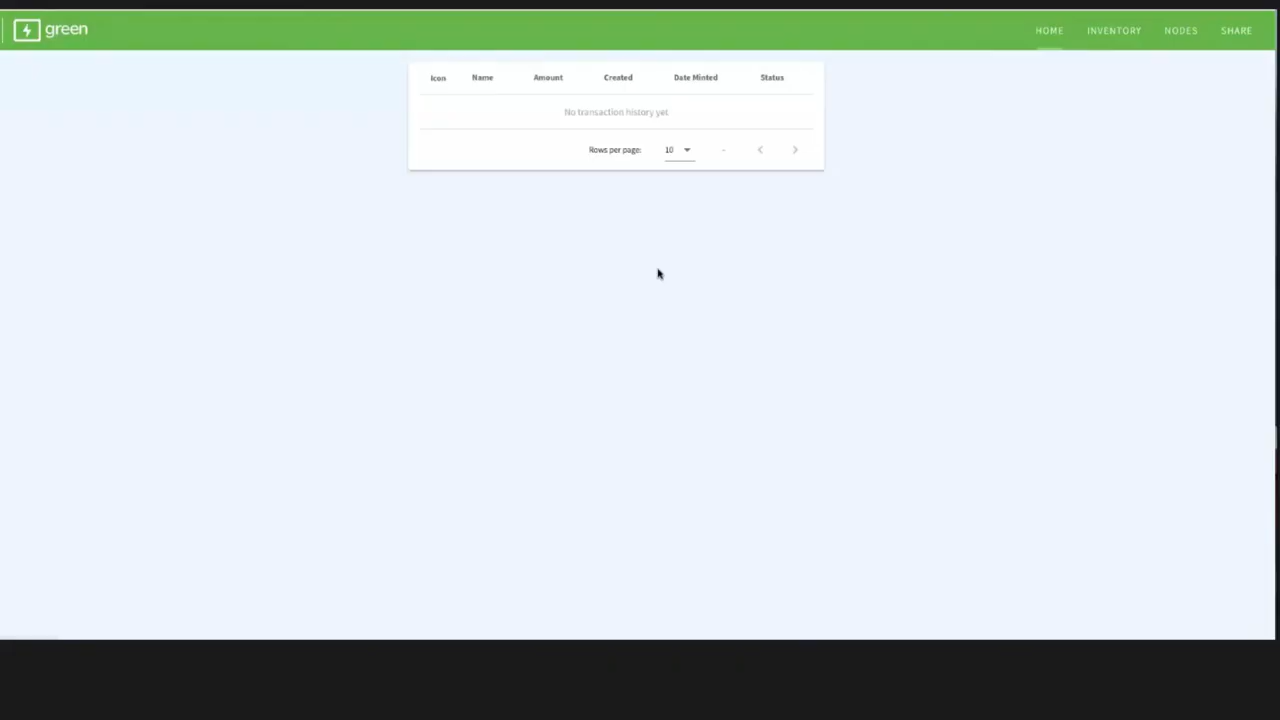 green
HOME INVENTORY NODES SHARE
Icon Name Amount Created Date Minted Status
No transaction history yet
Rows per page: 10 -